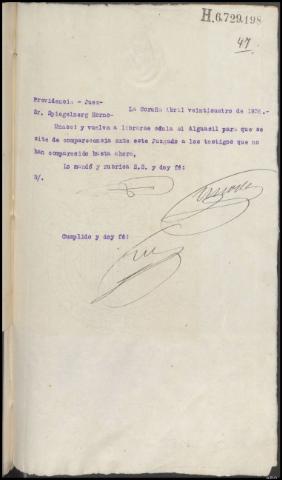 H.6.729.198
47
Providencia - Juez-
La Coruña Abril veinticuatro de 1936.-
Sr. Spiegelberg Horno-
Unase; y vuelva a librarse cédula al Alguacil para que se
cite de comparecencia ante este Juzgado a los testigos que no
han comparecido hasta ahora.
Lo mandó y rubrica S.S. y doy fé:
Cumplido y doy fé: